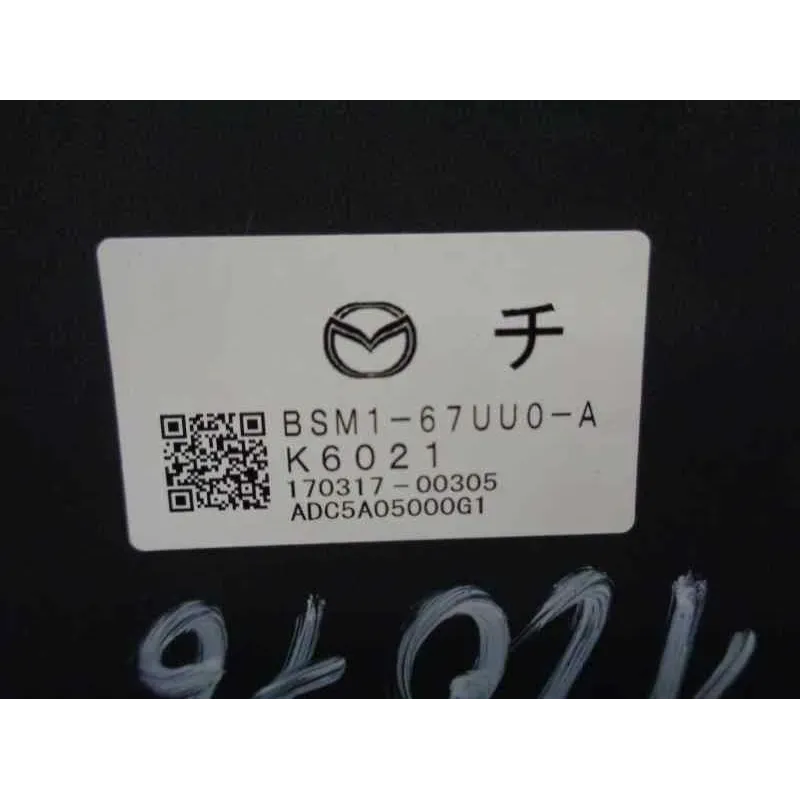 チ
BSM1-67UU0-A
K6021
170317-00305
ADC5A05000G1